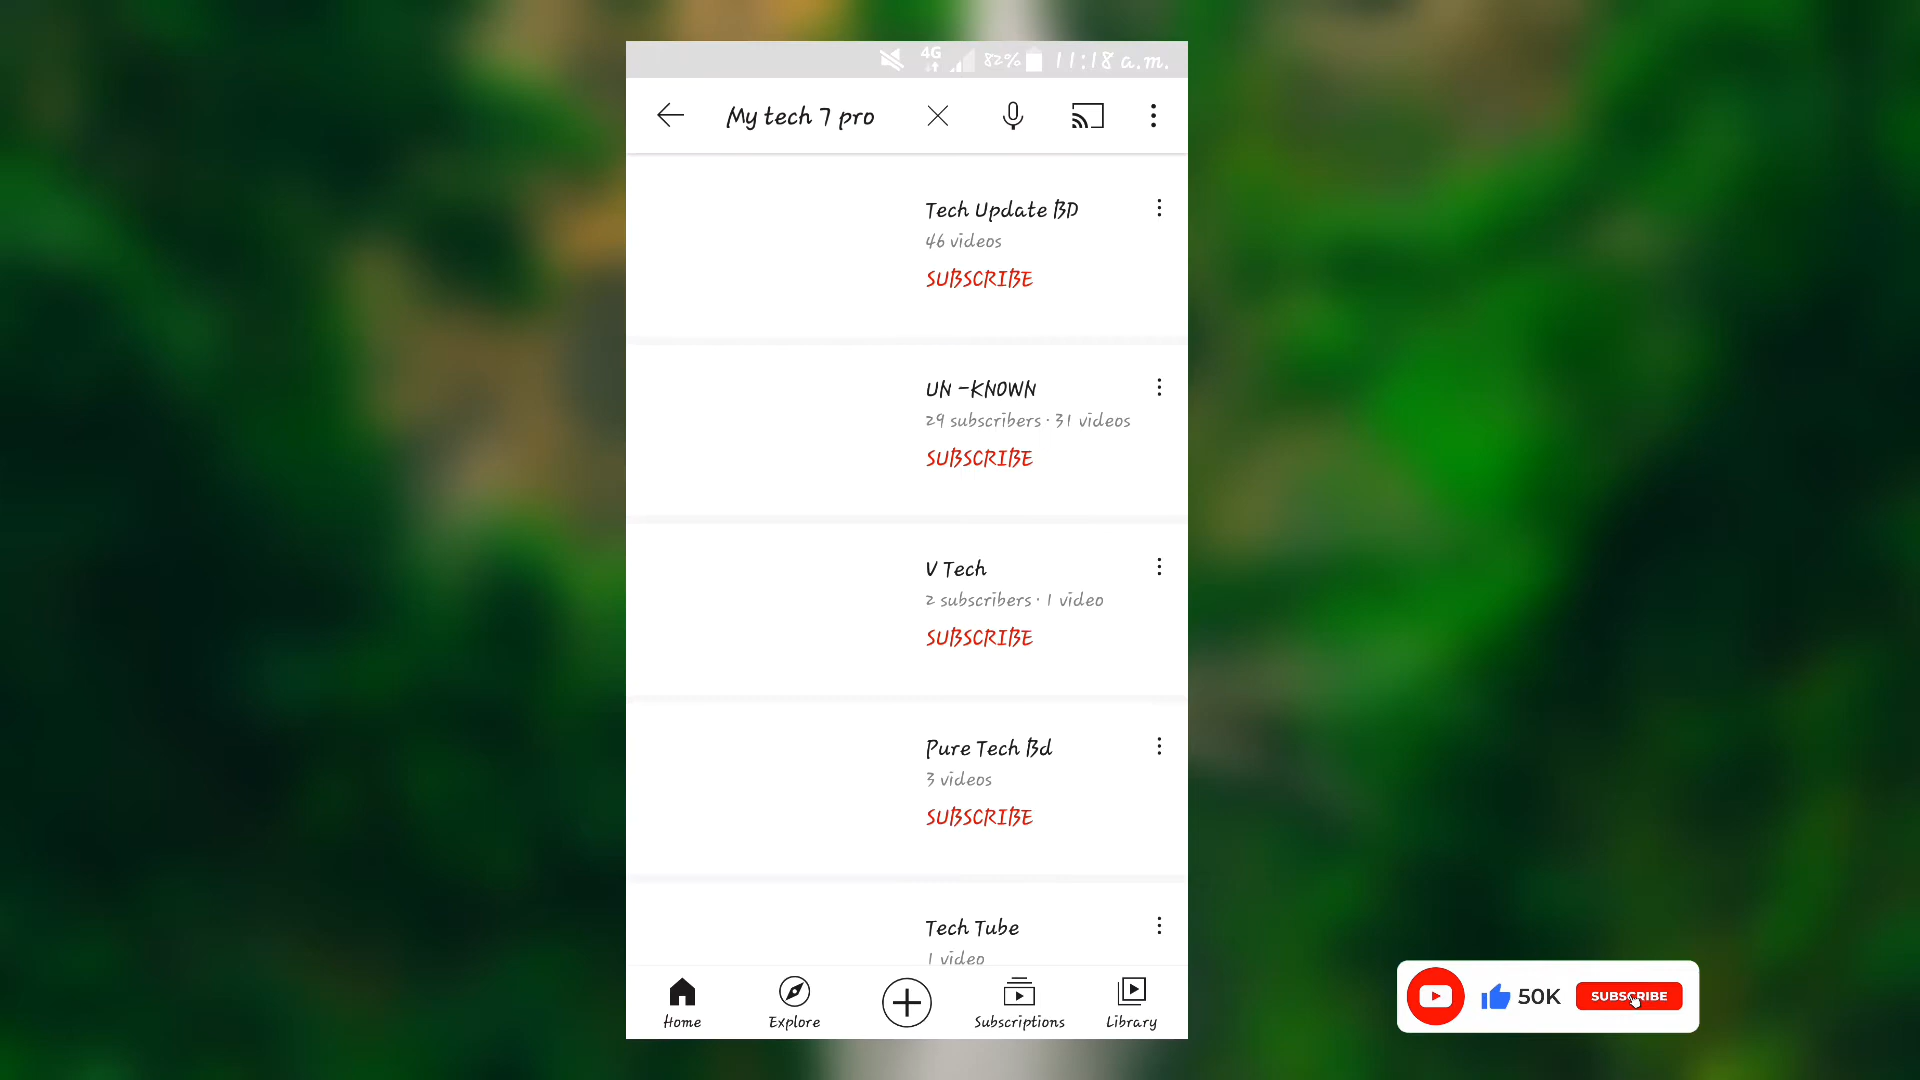 4G 82% 11:18 a.m.
My tech 7 pro
Tech Update BD
46 videos
SUBSCRIBE
UN -KNOWN
29 subscribers · 31 videos
SUBSCRIBE
V Tech
2 subscribers · 1 video
SUBSCRIBE
Pure Tech Bd
3 videos
SUBSCRIBE
Tech Tube
1 video
Home Explore Subscriptions Library
50K SUBSCRIBE